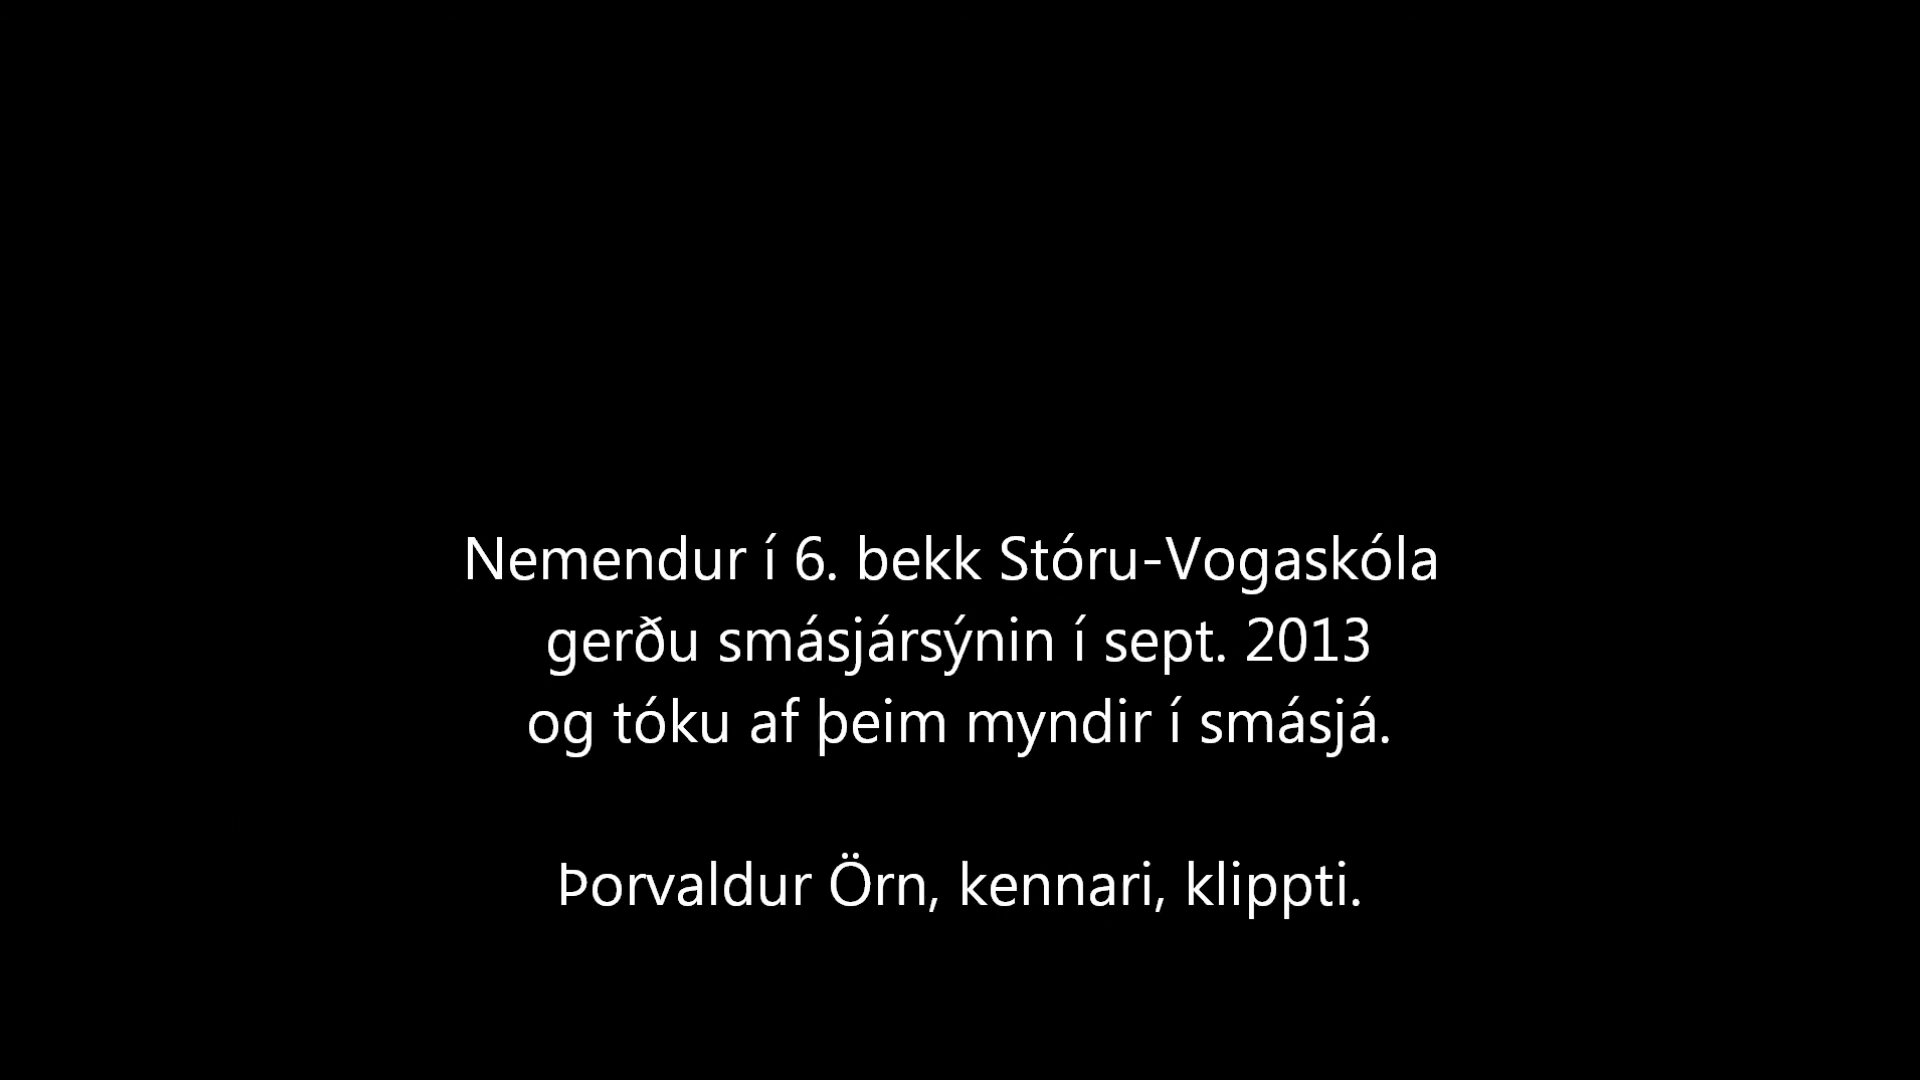 Nemendur í 6. bekk Stóru-Vogaskóla
gerðu smásjársýnin í sept. 2013
og tóku af þeim myndir í smásjá.
Þorvaldur Örn, kennari, klippti.